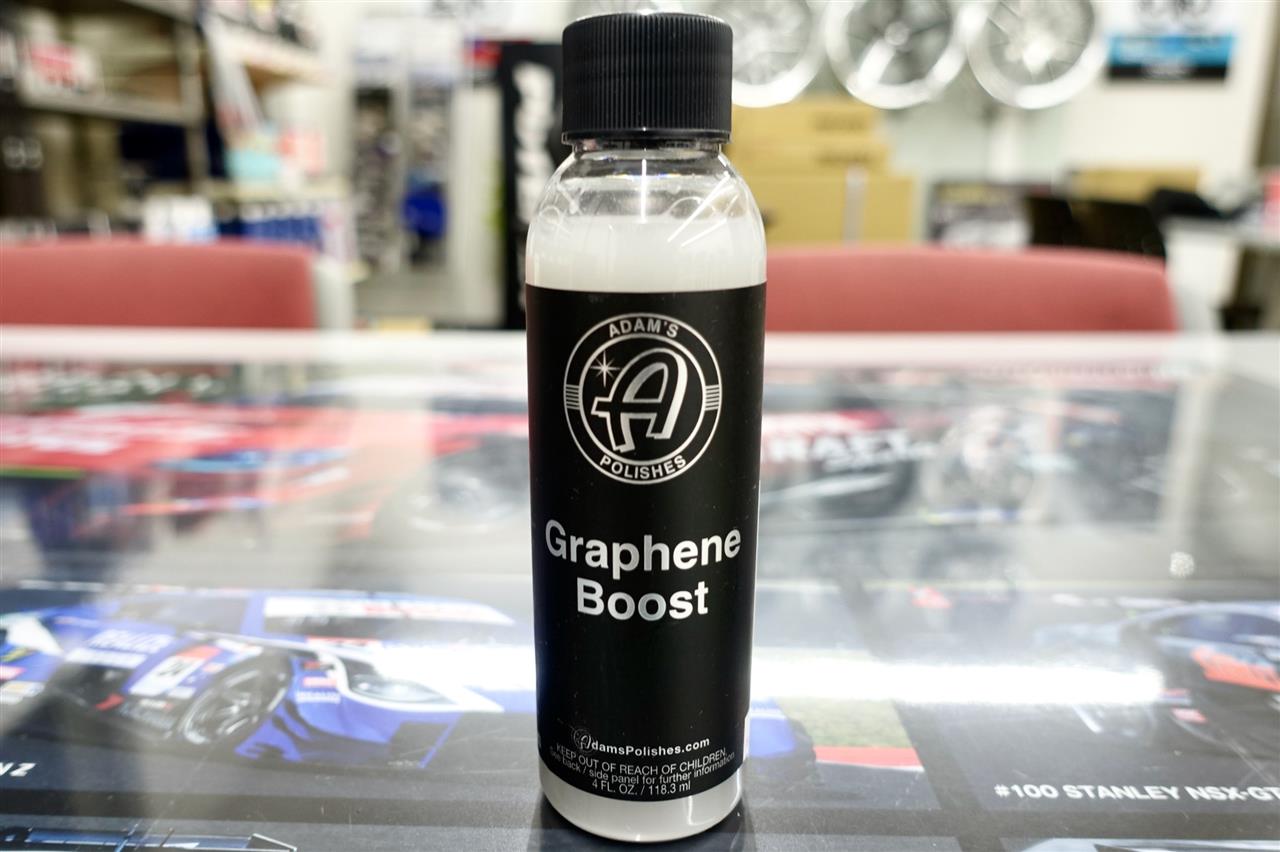 ADAM'S
A
POLISHES
Graphene
Boost
AdamsPolishes.com
KEEP OUT OF REACH OF CHILDREN.
see back / side panel for further information
4 FL. OZ. / 118.3 ml
#100 STANLEY NSX-GT